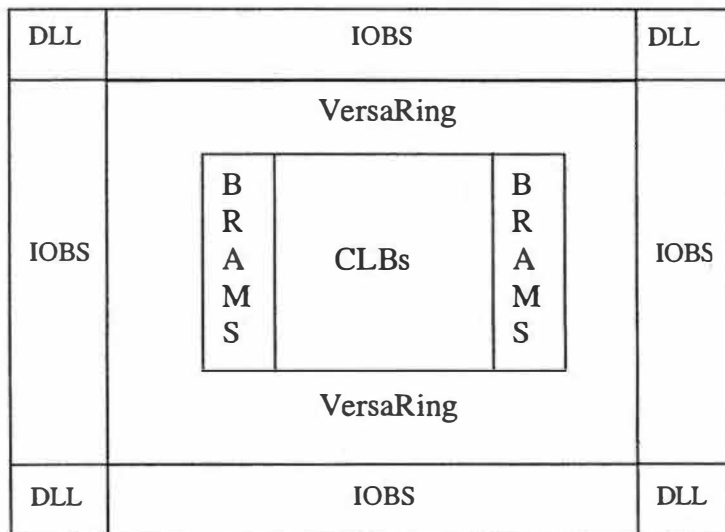 DLL IOBS DLL
VersaRing
B B
R R
IOBS A CLBs A IOBS
M M
S S
VersaRing
DLL IOBS DLL